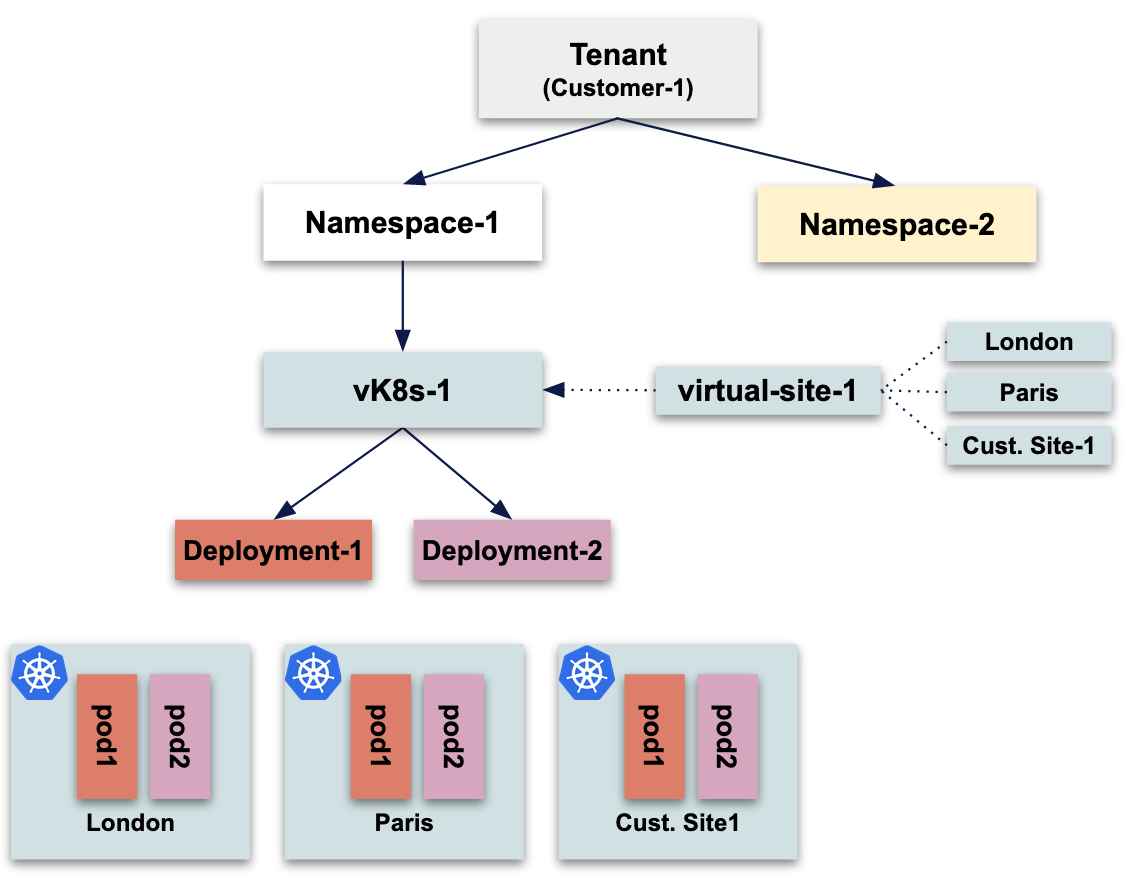 Tenant
(Customer-1)
Namespace-1
Namespace-2
vK8s-1
virtual-site-1
London
Paris
Cust. Site-1
Deployment-1
Deployment-2
pod1
pod2
London
pod1
pod2
Paris
pod1
pod2
Cust. Site1